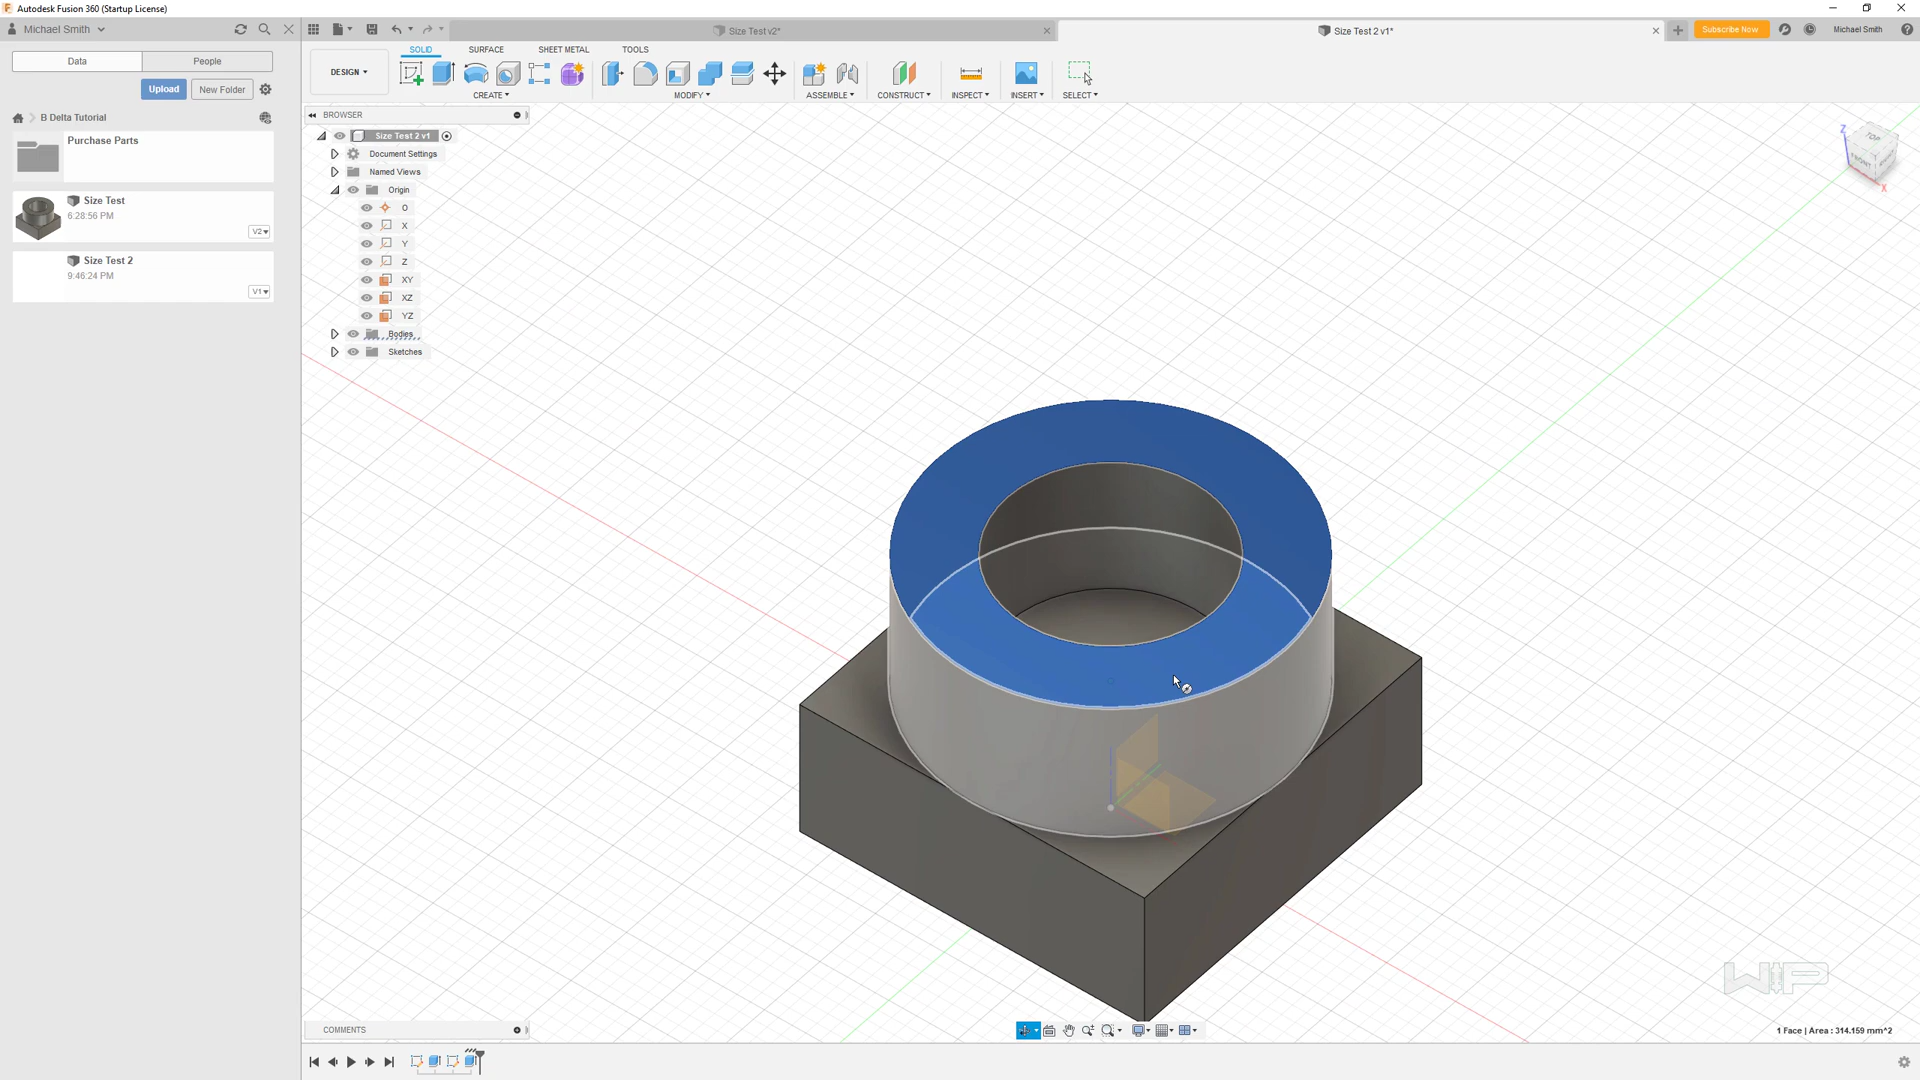 Autodesk Fusion 360 (Startup License)
Michael Smith
Size Test v2*
Size Test 2 v1*
Subscribe Now
Michael Smith
Data
People
Upload
New Folder
B Delta Tutorial
Purchase Parts
Size Test
6:28:56 PM
V2
Size Test 2
9:46:24 PM
V1
SOLID
SURFACE
SHEET METAL
TOOLS
DESIGN
CREATE
MODIFY
ASSEMBLE
CONSTRUCT
INSPECT
INSERT
SELECT
BROWSER
Size Test 2 v1
Document Settings
Named Views
Origin
O
X
Y
Z
XY
XZ
YZ
Bodies
Sketches
Z
TOP
FRONT
X
WIP
COMMENTS
1 Face | Area : 314.159 mm^2